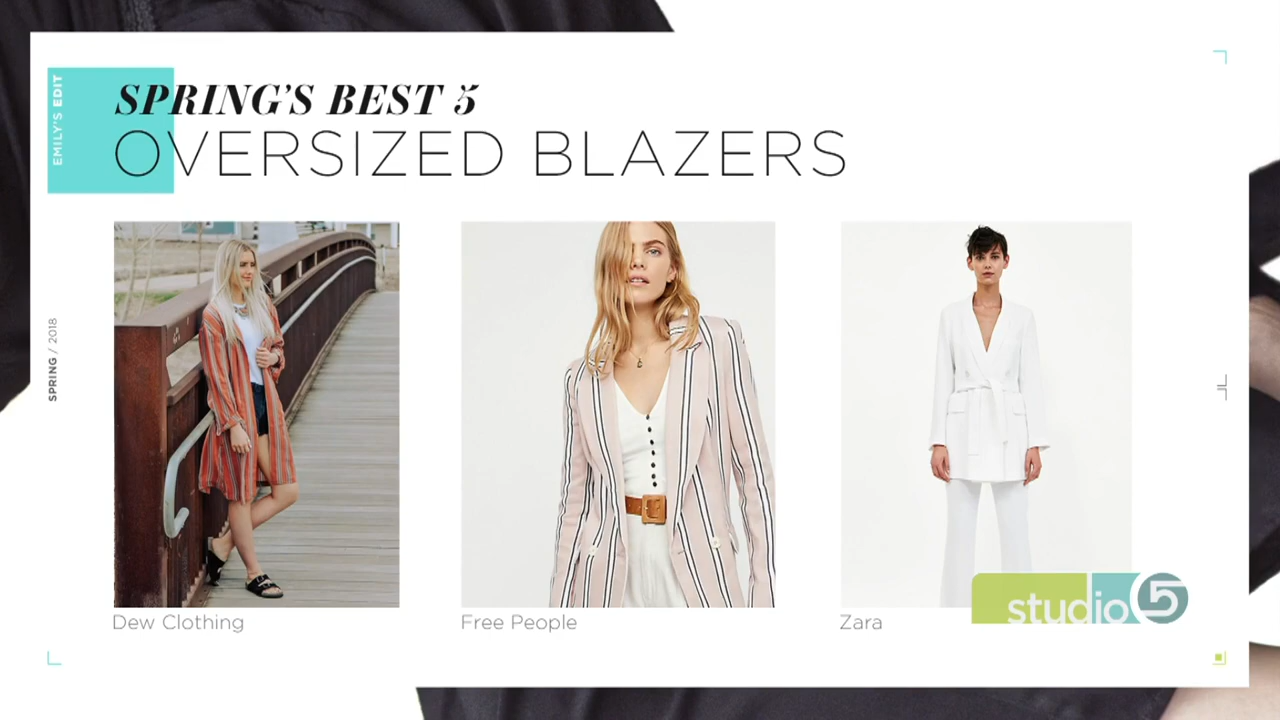 EMILY'S EDIT
SPRING'S BEST 5
OVERSIZED BLAZERS
SPRING / 2018
Dew Clothing
Free People
Zara
studio 5